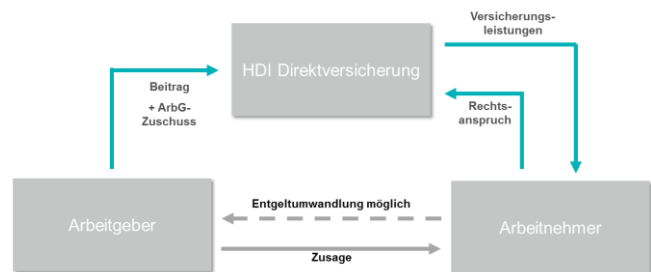 Versicherungs-
leistungen
HDI Direktversicherung
Beitrag
+ ArbG-
Zuschuss
Rechts-
anspruch
Arbeitgeber
Entgeltumwandlung möglich
Zusage
Arbeitnehmer